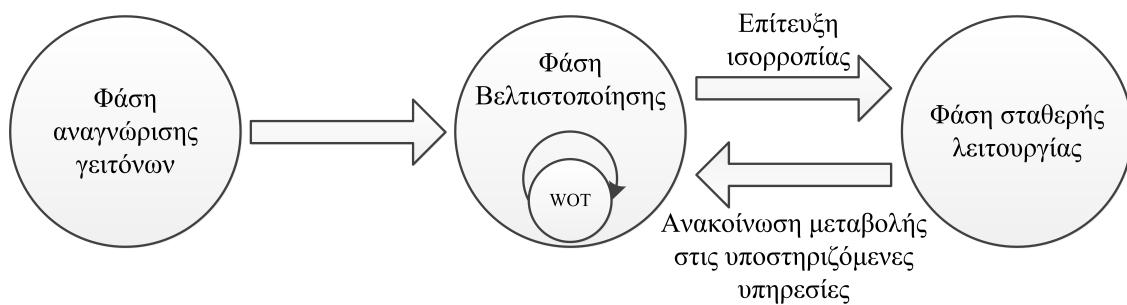 Φάση
αναγνώρισης
γειτόνων
Φάση
Βελτιστοποίησης
WOT
Επίτευξη
ισορροπίας
Ανακοίνωση μεταβολής
στις υποστηριζόμενες
υπηρεσίες
Φάση σταθερής
λειτουργίας